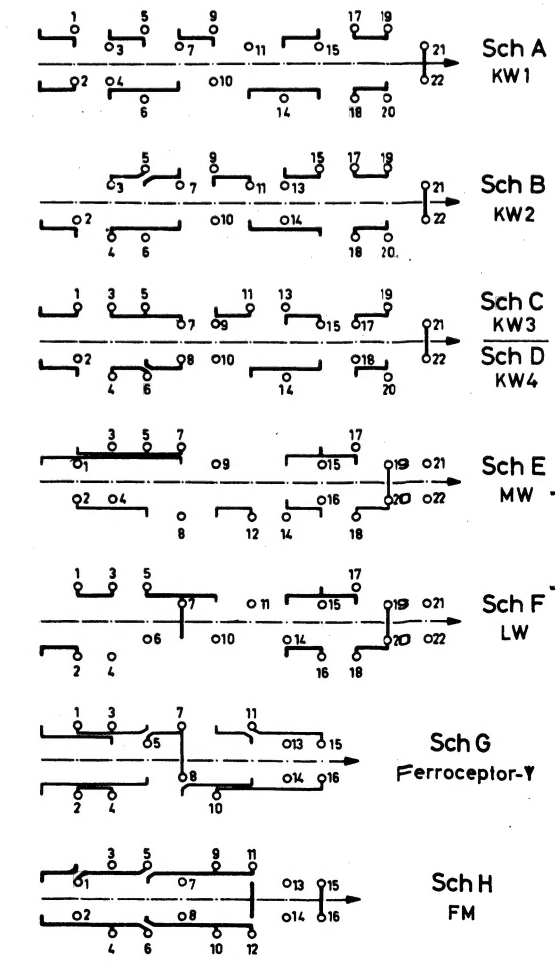 1 5 9 17 19
3 7 11 15 21
Sch A
KW1
2 4 10 22
6 14 18 20
5 9 15 17 19
3 7 11 13 21
Sch B
KW2
2 10 14 22
4 6 18 20
1 3 5 11 13 19
7 9 15 17 21
Sch C
KW3
Sch D
KW4
2 8 10 18 22
4 6 14 20
3 5 7 17
1 9 15 19 21
Sch E
MW
2 4 16 20 22
8 12 14 18
1 3 5 17
7 11 15 19 21
Sch F
LW
6 10 14 20 22
2 4 16 18
1 3 7 11
5 13 15
Sch G
Ferroceptor-Y
8 14 16
2 4 10
3 5 9 11
1 7 13 15
Sch H
FM
2 8 14 16
4 6 10 12